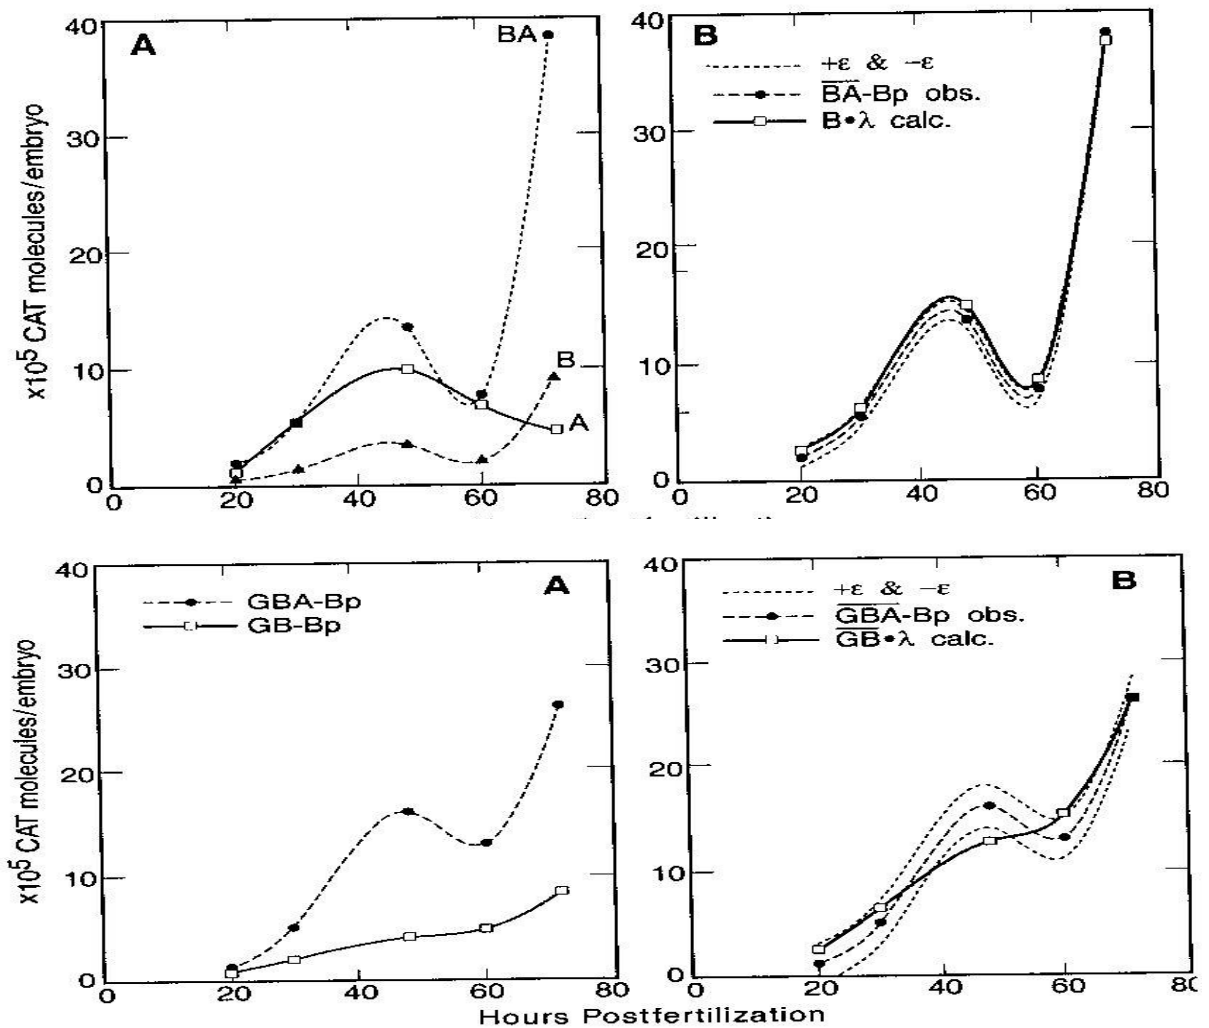 A
B
BA
B
A
40
30
20
10
0
0
20
40
60
80
x10⁵ CAT molecules/embryo
+ε & −ε
B̅A̅-Bp obs.
B•λ calc.
40
30
20
10
0
0
20
40
60
80
A
GBA-Bp
GB-Bp
40
30
20
10
0
0
20
40
60
80
x10⁵ CAT molecules/embryo
B
+ε & −ε
G̅B̅A̅-Bp obs.
G̅B̅•λ calc.
40
30
20
10
0
0
20
40
60
Hours Postfertilization